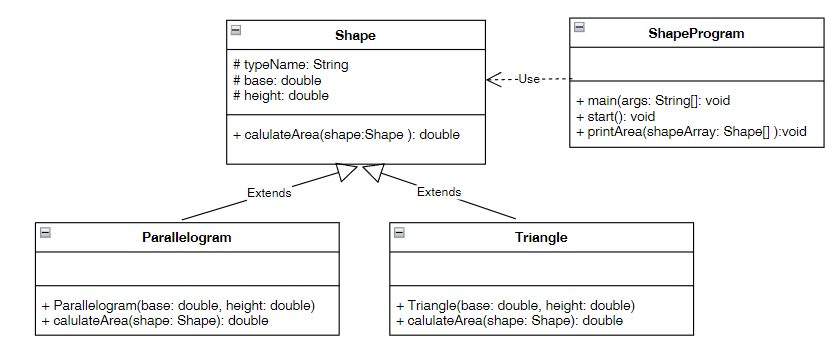 Shape
# typeName: String
# base: double
# height: double
+ calulateArea(shape:Shape ): double
Use
ShapeProgram
+ main(args: String[]: void
+ start(): void
+ printArea(shapeArray: Shape[] ):void
Extends
Extends
Parallelogram
+ Parallelogram(base: double, height: double)
+ calulateArea(shape: Shape): double
Triangle
+ Triangle(base: double, height: double)
+ calulateArea(shape: Shape): double